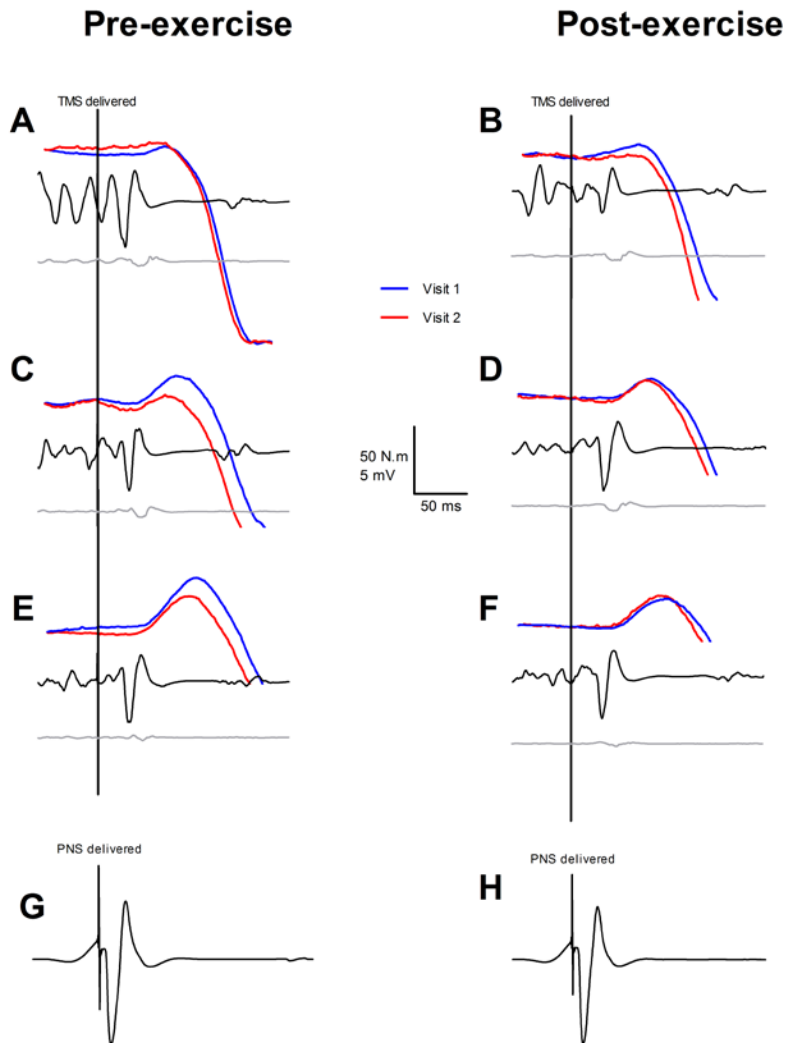 Pre-exercise
Post-exercise
TMS delivered
TMS delivered
A
B
Visit 1
Visit 2
C
D
50 N.m
5 mV
50 ms
E
F
PNS delivered
PNS delivered
G
H